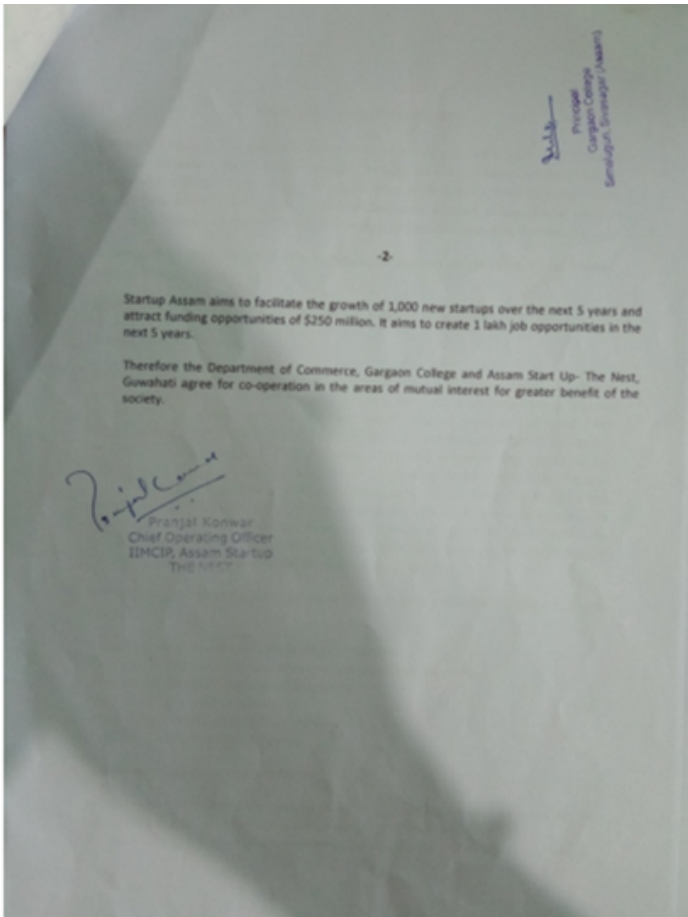 Principal
Gargaon College
Simaluguri, Sivasagar (Assam)
-2-
Startup Assam aims to facilitate the growth of 1,000 new startups over the next 5 years and
attract funding opportunities of $250 million. It aims to create 1 lakh job opportunities in the
next 5 years.
Therefore the Department of Commerce, Gargaon College and Assam Start Up- The Nest,
Guwahati agree for co-operation in the areas of mutual interest for greater benefit of the
society.
Pranjal Konwar
Pranjal Konwar
Chief Operating Officer
IIMCIP, Assam Startup
THE NEST